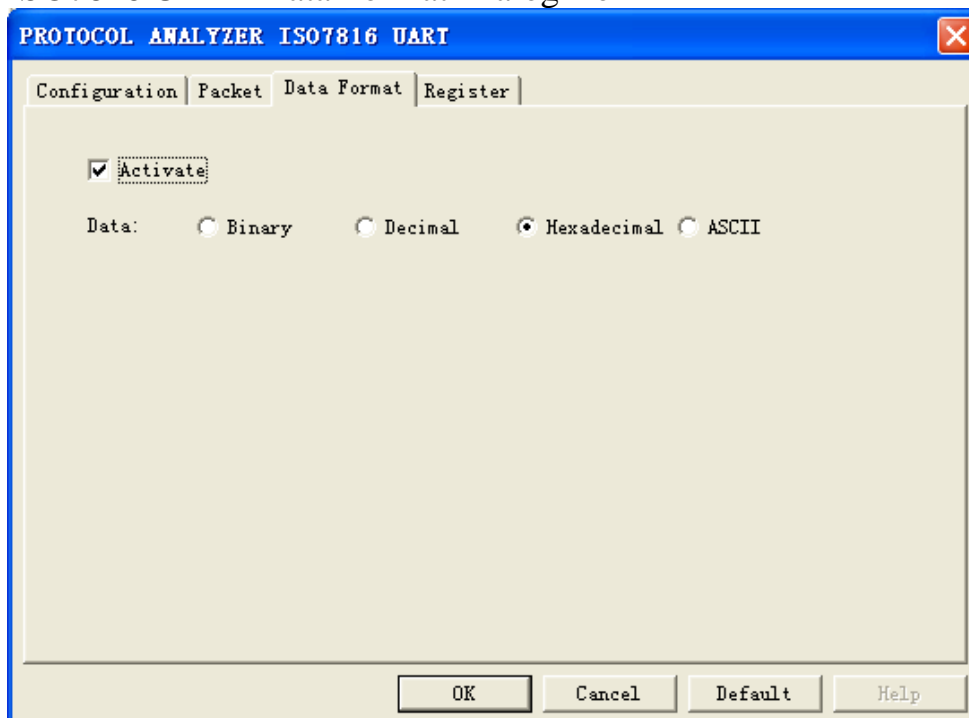 PROTOCOL ANALYZER ISO7816 UART
Configuration Packet Data Format Register
Activate
Data: Binary Decimal Hexadecimal ASCII
OK Cancel Default Help